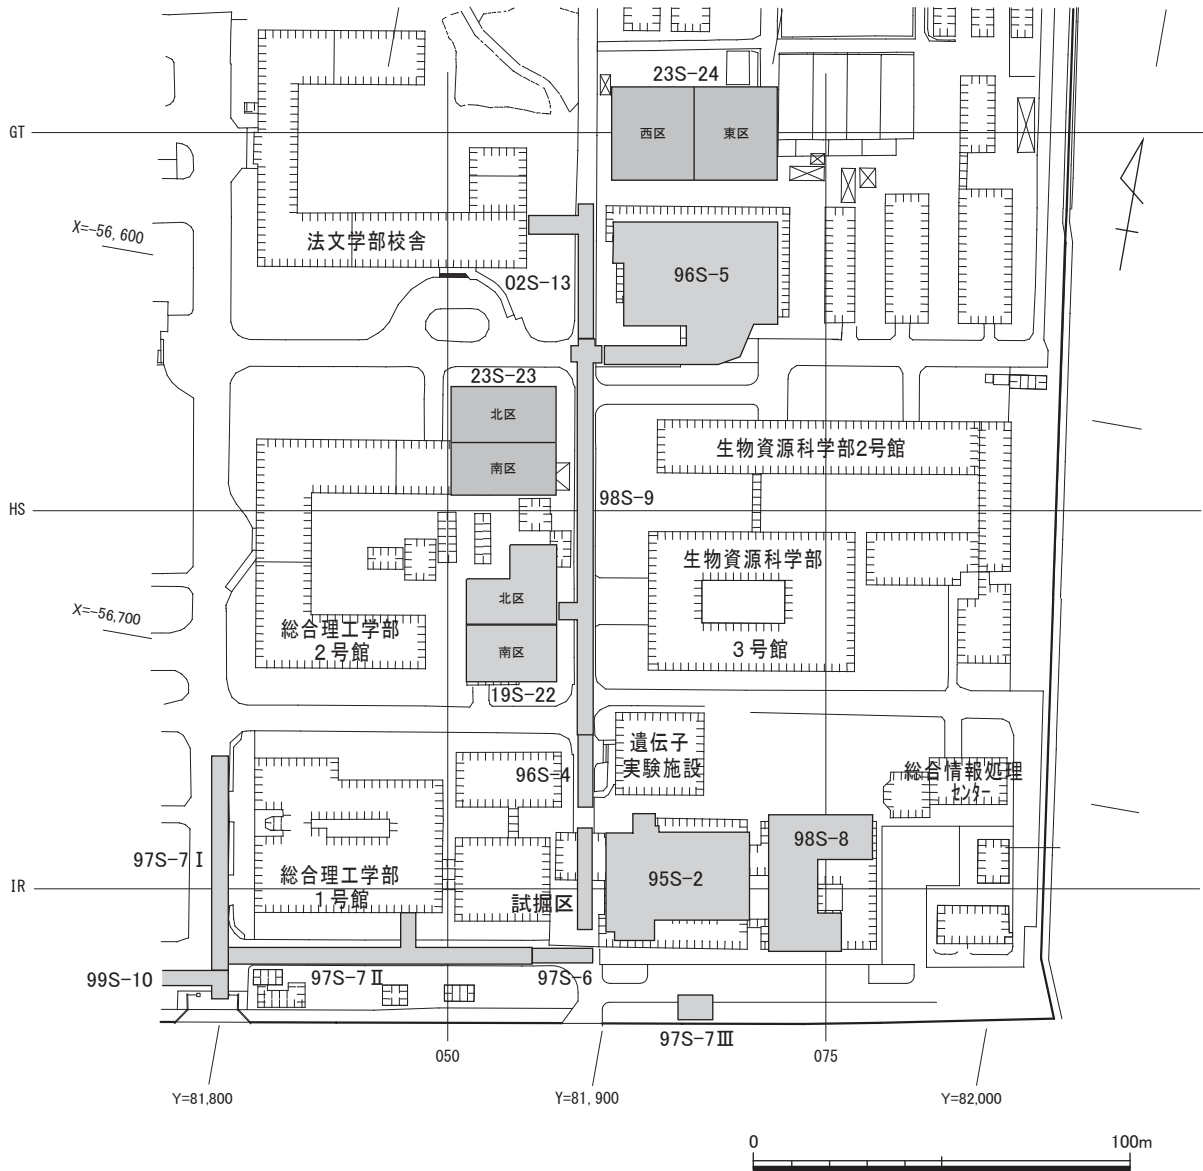 23S-24
GT
西区
東区
X=-56,600
法文学部校舎
02S-13
96S-5
23S-23
北区
南区
生物資源科学部2号館
98S-9
HS
生物資源科学部
3号館
北区
南区
X=-56,700
総合理工学部
2号館
19S-22
遺伝子
実験施設
96S-4
総合情報処理
センター
97S-7Ⅰ
98S-8
95S-2
総合理工学部
1号館
IR
試掘区
99S-10
97S-7Ⅱ
97S-6
97S-7Ⅲ
050
075
Y=81,800
Y=81,900
Y=82,000
0
100m